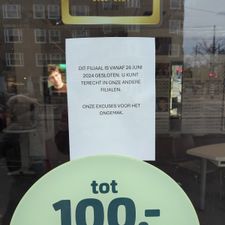 DIT FILIAAL IS VANAF 26 JUNI
2024 GESLOTEN. U KUNT
TERECHT IN ONZE ANDERE
FILIALEN.
ONZE EXCUSES VOOR HET
ONGEMAK.
tot
100,-